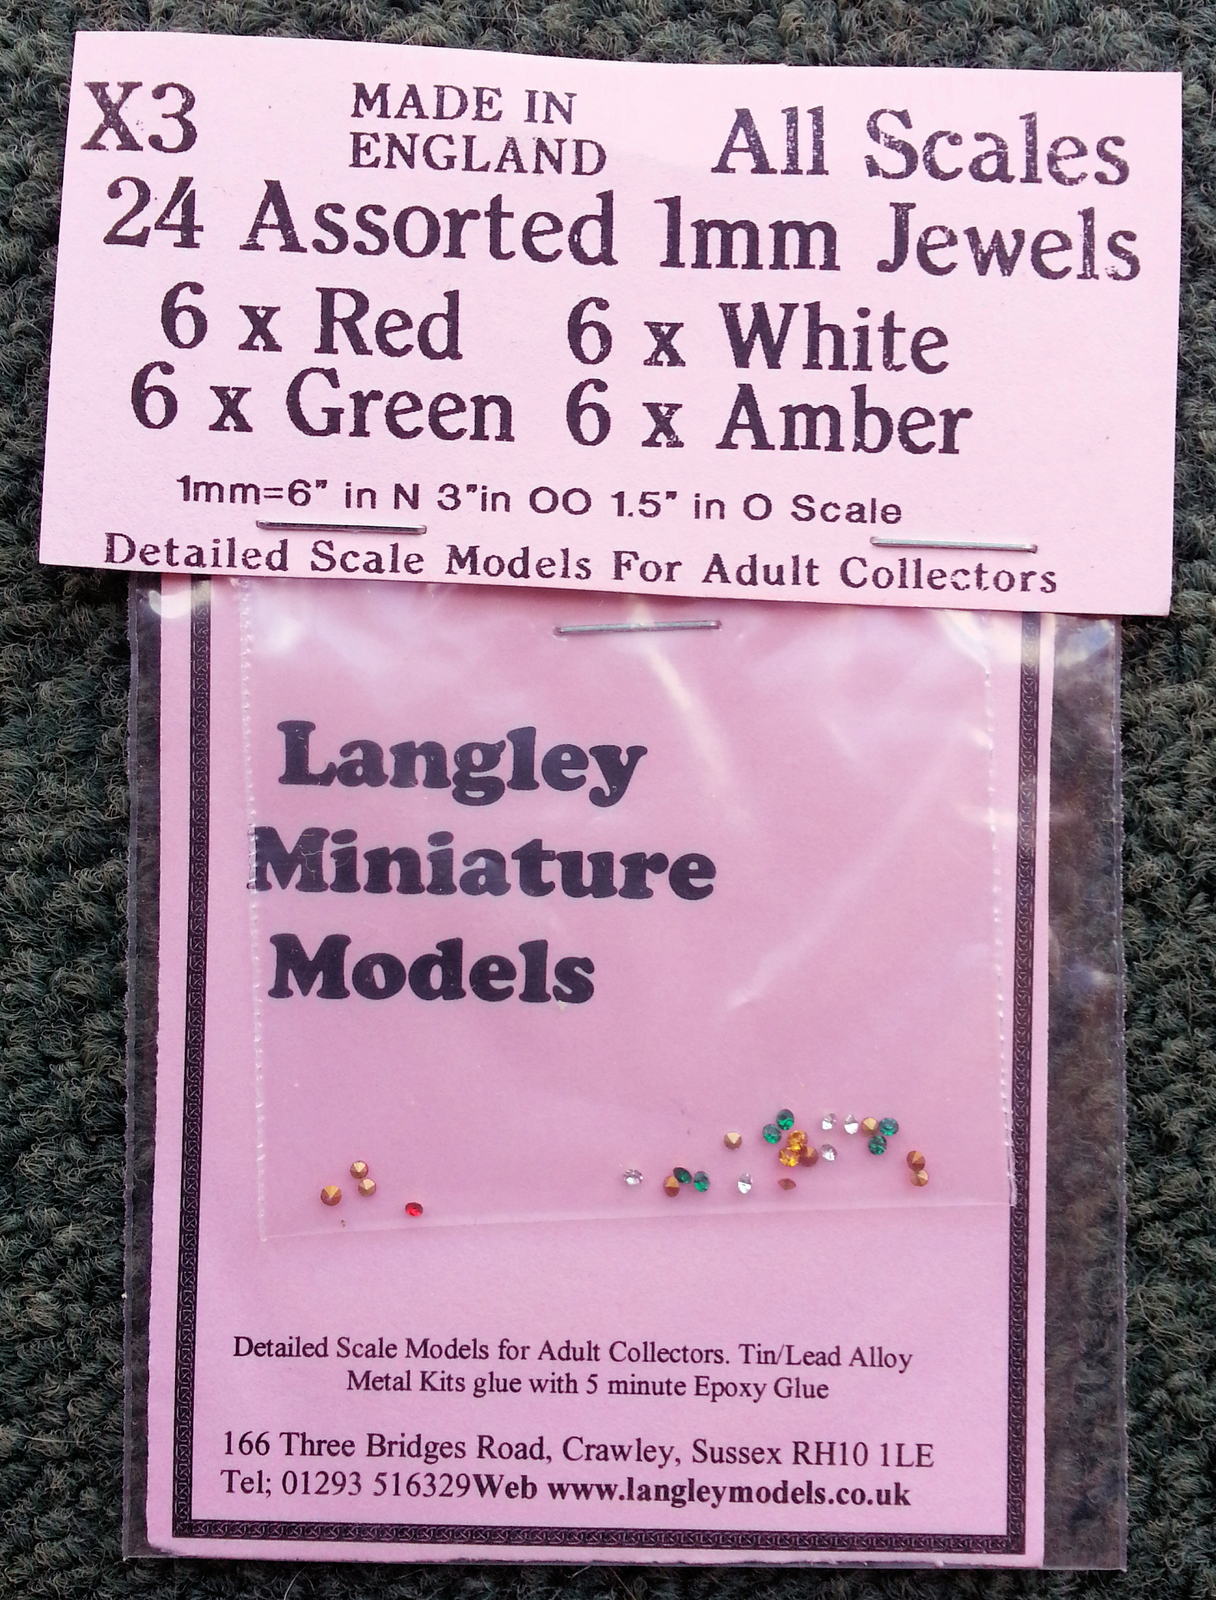 X3 MADE IN All Scales
ENGLAND
24 Assorted 1mm Jewels
6 x Red 6 x White
6 x Green 6 x Amber
1mm=6" in N 3"in OO 1.5" in O Scale
Detailed Scale Models For Adult Collectors
Langley
Miniature
Models
Detailed Scale Models for Adult Collectors. Tin/Lead Alloy
Metal Kits glue with 5 minute Epoxy Glue
166 Three Bridges Road, Crawley, Sussex RH10 1LE
Tel; 01293 516329Web www.langleymodels.co.uk